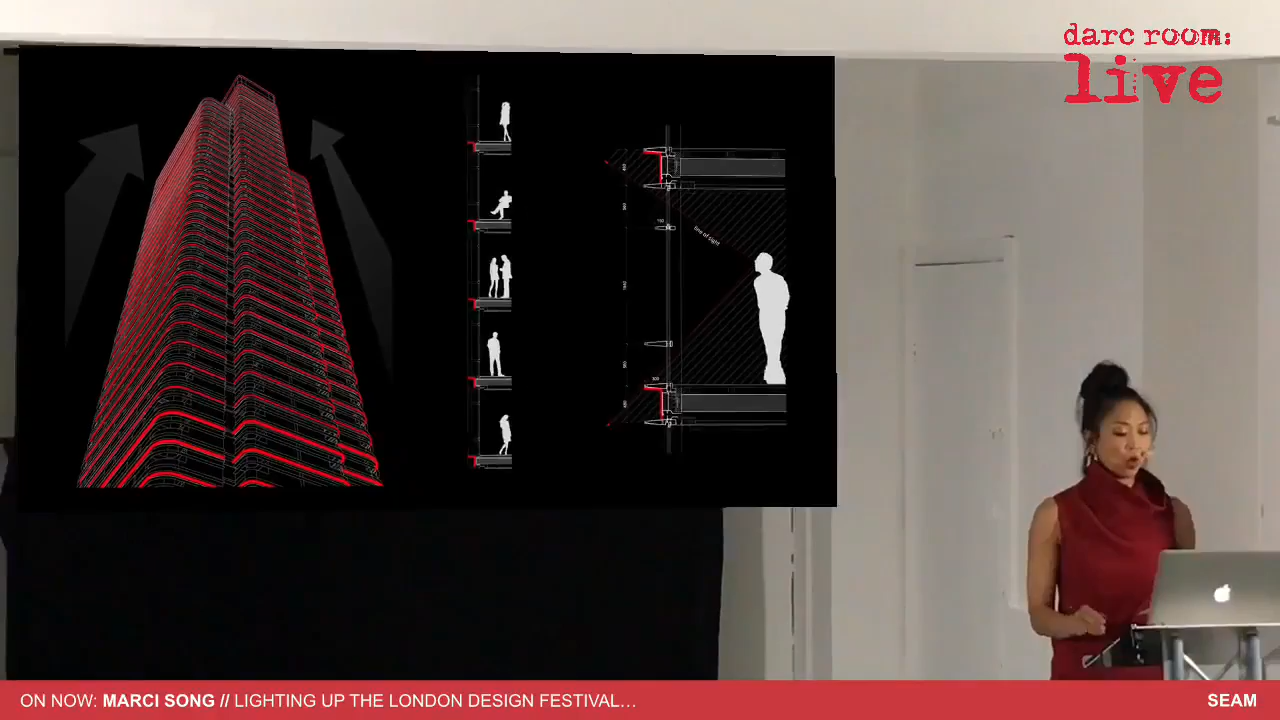 darc room:
live
line of sight
ON NOW: MARCI SONG // LIGHTING UP THE LONDON DESIGN FESTIVAL...
SEAM